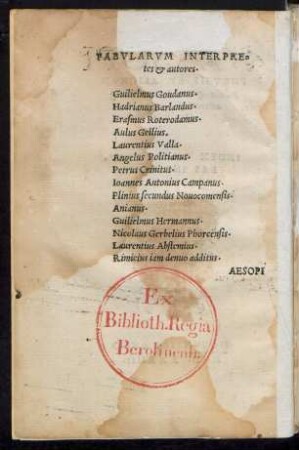 FABVLARVM INTERPRE-
tes & autores.
Guilielmus Goudanus.
Hadrianus Barlandus.
Erasmus Roterodamus.
Aulus Gellius.
Laurentius Valla.
Angelus Politianus.
Petrus Crinitus.
Ioannes Antonius Campanus.
Plinius secundus Nouocomensis.
Anianus.
Guilielmus Hermannus.
Nicolaus Gerbelius Phorcensis.
Laurentius Abstemius.
Rimicius iam denuo additus.
AESOPI
Ex
Biblioth. Regia
Berolinensi.